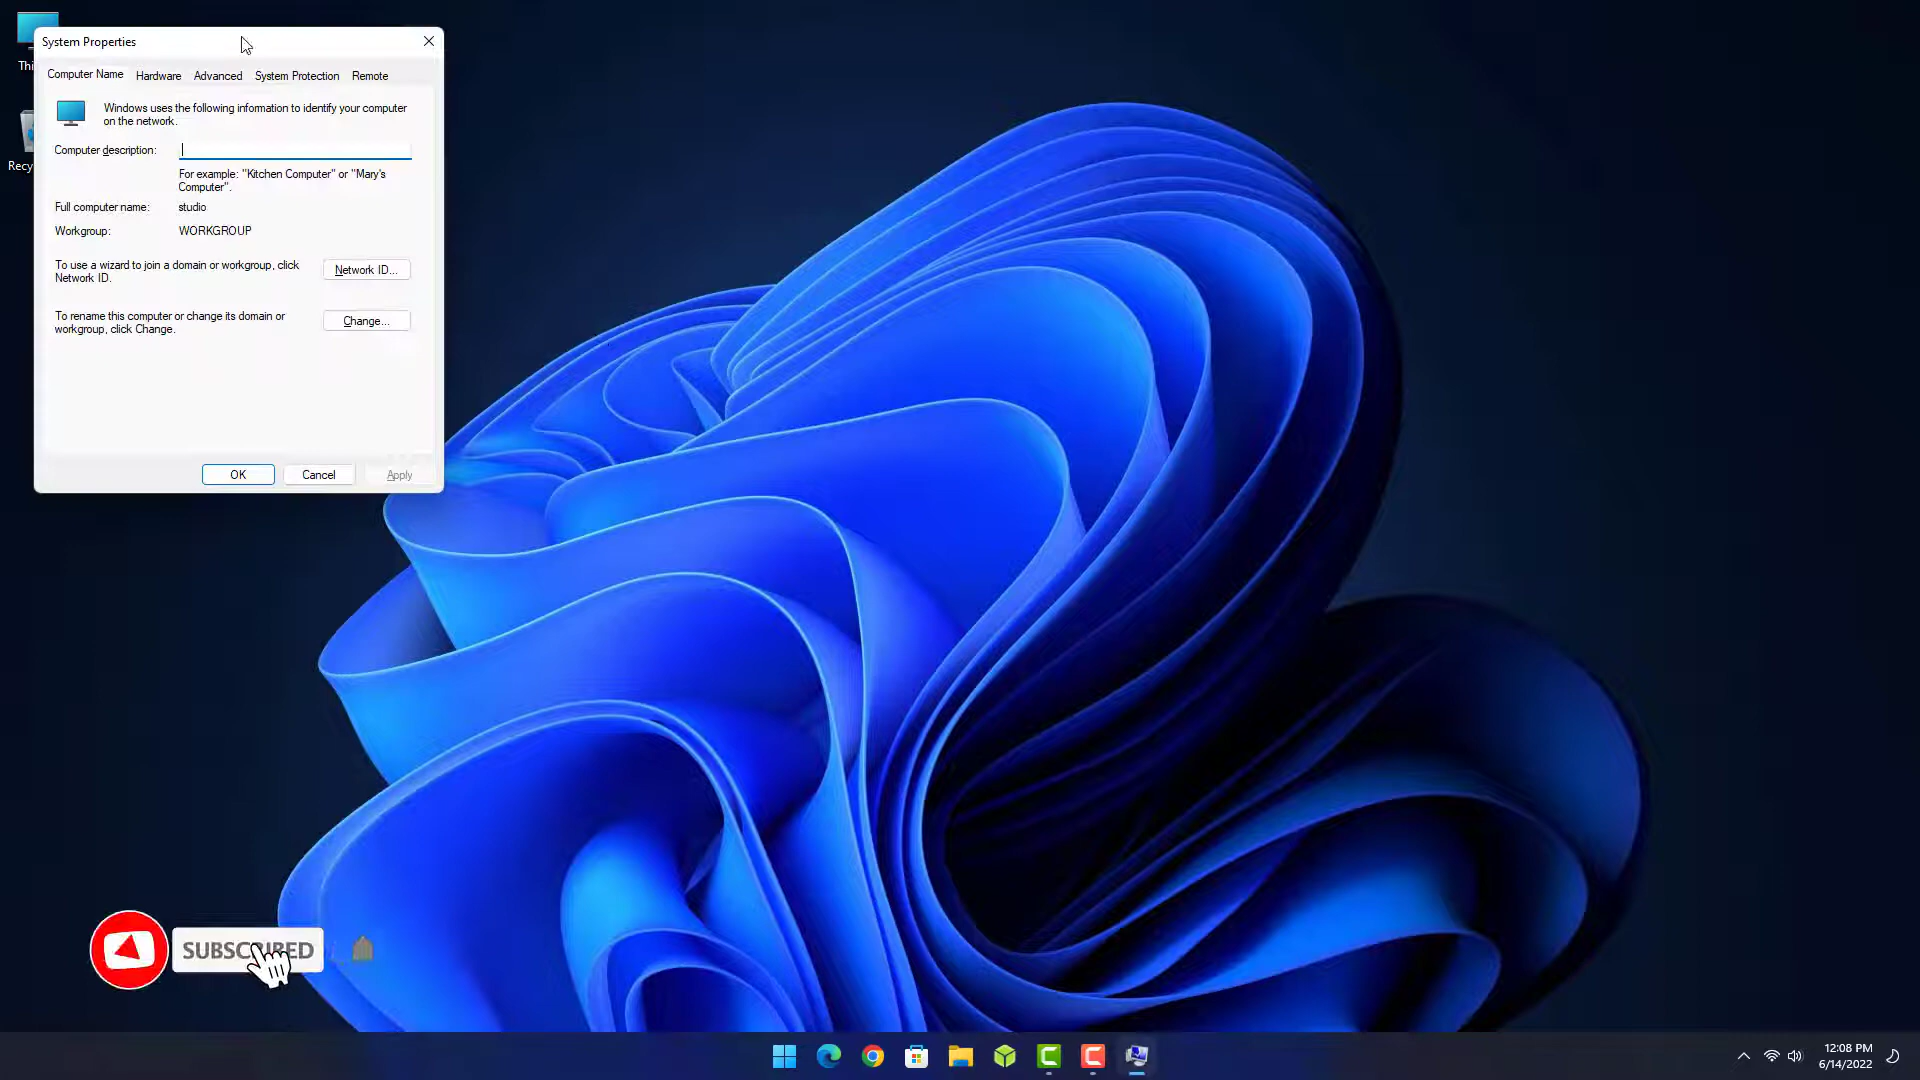 Thi
Recy
System Properties
Computer Name Hardware Advanced System Protection Remote
Windows uses the following information to identify your computer
on the network.
Computer description:
For example: "Kitchen Computer" or "Mary's
Computer".
Full computer name: studio
Workgroup: WORKGROUP
To use a wizard to join a domain or workgroup, click
Network ID.
Network ID...
To rename this computer or change its domain or
workgroup, click Change.
Change...
OK Cancel Apply
SUBSCRIBED
12:08 PM
6/14/2022